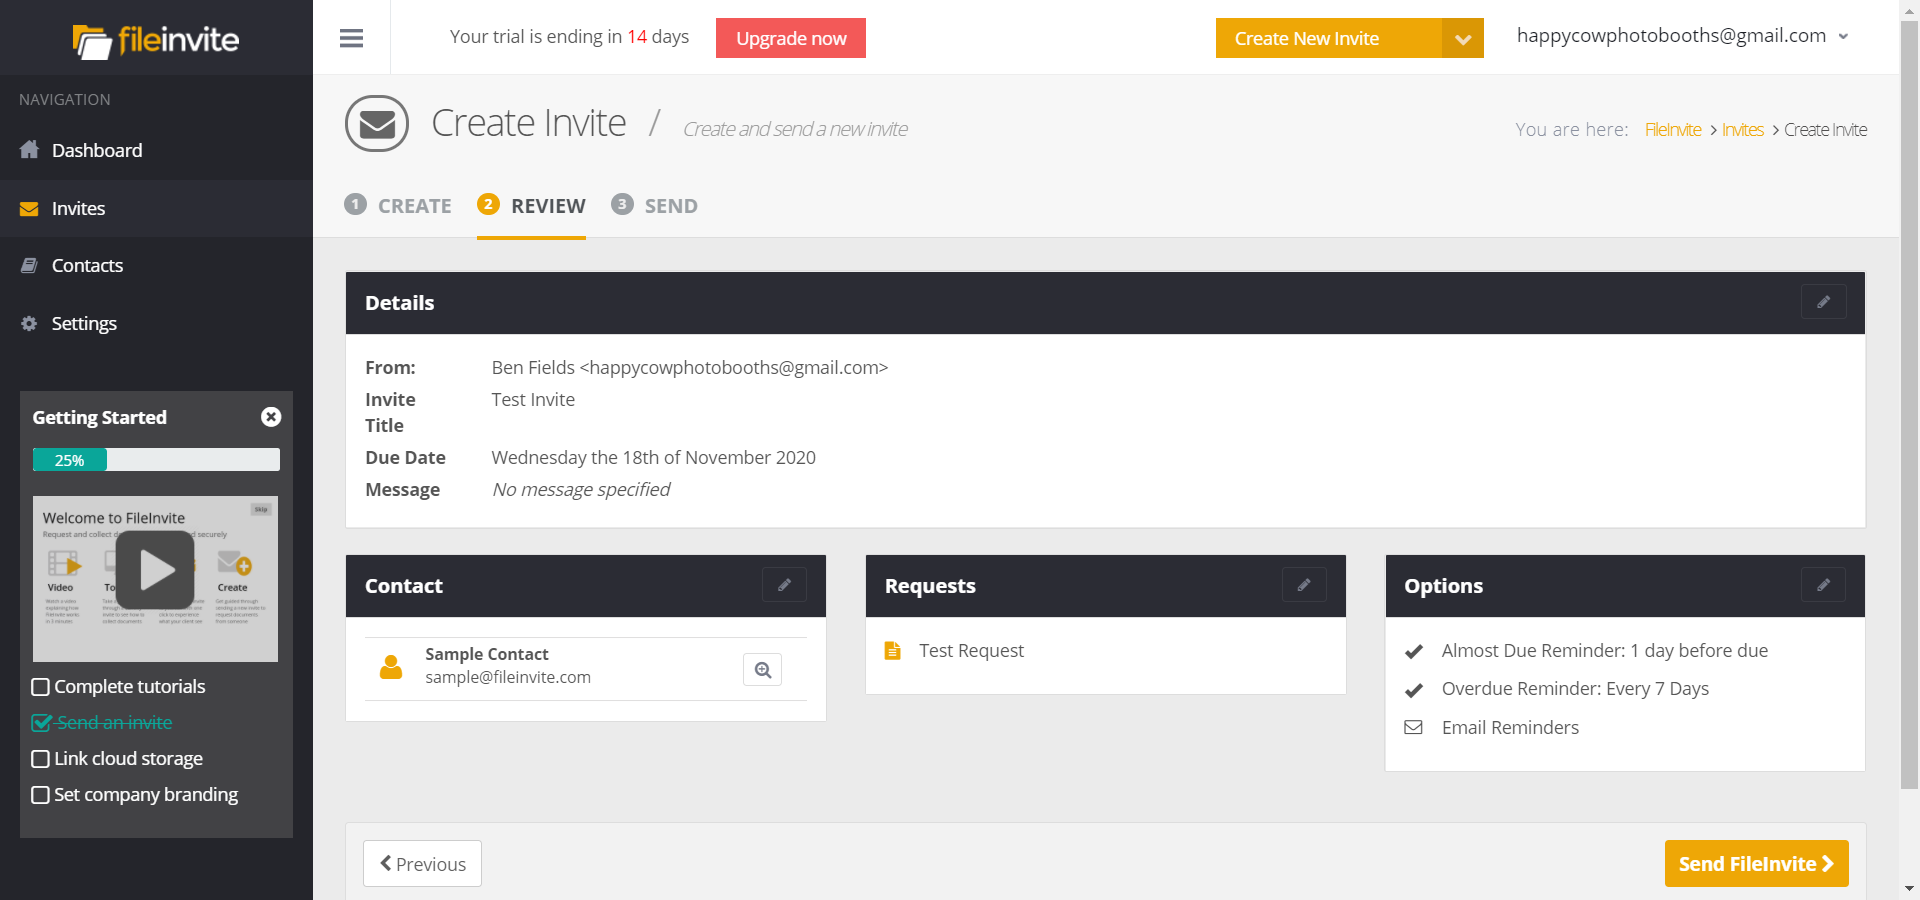 fileinvite
Your trial is ending in 14 days
Upgrade now
Create New Invite
happycowphotobooths@gmail.com
NAVIGATION
Dashboard
Invites
Contacts
Settings
Getting Started
25%
Skip
Welcome to FileInvite
Request and collect d
d securely
Video
To
Create
Complete tutorials
Send an invite
Link cloud storage
Set company branding
Create Invite / Create and send a new invite
You are here: FileInvite > Invites > Create Invite
1 CREATE 2 REVIEW 3 SEND
Details
From: Ben Fields <happycowphotobooths@gmail.com>
Invite Test Invite
Title
Due Date Wednesday the 18th of November 2020
Message No message specified
Contact
Sample Contact
sample@fileinvite.com
Requests
Test Request
Options
Almost Due Reminder: 1 day before due
Overdue Reminder: Every 7 Days
Email Reminders
Previous
Send FileInvite